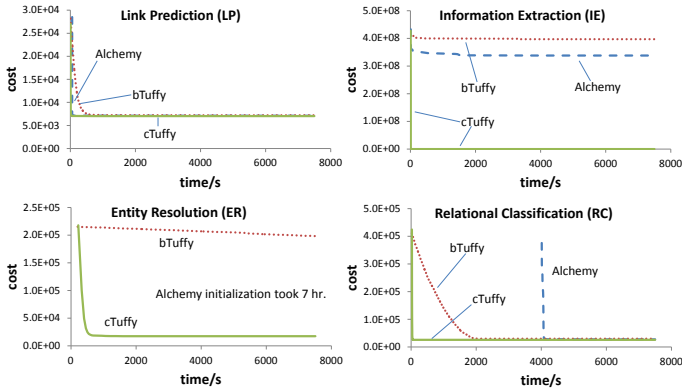 Link Prediction (LP)
3.0E+04
2.5E+04
2.0E+04
1.5E+04
1.0E+04
5.0E+03
0.0E+00
cost
Alchemy
bTuffy
cTuffy
0 2000 4000 6000 8000
time/s
Information Extraction (IE)
5.0E+08
4.0E+08
3.0E+08
2.0E+08
1.0E+08
0.0E+00
cost
bTuffy
Alchemy
cTuffy
0 2000 4000 6000 8000
time/s
Entity Resolution (ER)
2.5E+05
2.0E+05
1.5E+05
1.0E+05
5.0E+04
0.0E+00
cost
bTuffy
Alchemy initialization took 7 hr.
cTuffy
0 2000 4000 6000 8000
time/s
Relational Classification (RC)
5.0E+05
4.0E+05
3.0E+05
2.0E+05
1.0E+05
0.0E+00
cost
bTuffy
Alchemy
cTuffy
0 2000 4000 6000 8000
time/s